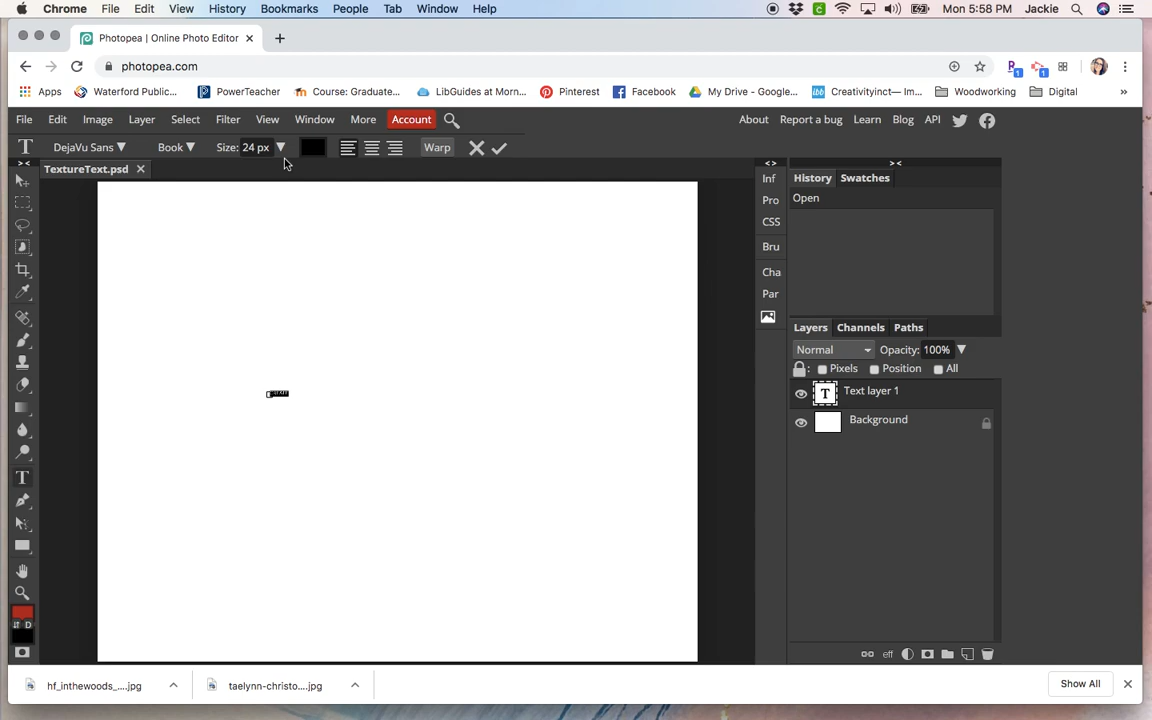 Chrome File Edit View History Bookmarks People Tab Window Help Mon 5:58 PM Jackie
Photopea | Online Photo Editor
photopea.com
Apps Waterford Public... PowerTeacher Course: Graduate... LibGuides at Morn... Pinterest Facebook My Drive - Google... Creativityinct— Im... Woodworking Digital »
File Edit Image Layer Select Filter View Window More Account About Report a bug Learn Blog API
T DejaVu Sans Book Size: 24 px Warp
> < <> > <
TextureText.psd
Inf
Pro
CSS
Bru
Cha
Par
History Swatches
Open
Layers Channels Paths
Normal Opacity: 100%
Pixels Position All
T Text layer 1
Background
T
D
eff
hf_inthewoods_....jpg taelynn-christo....jpg Show All